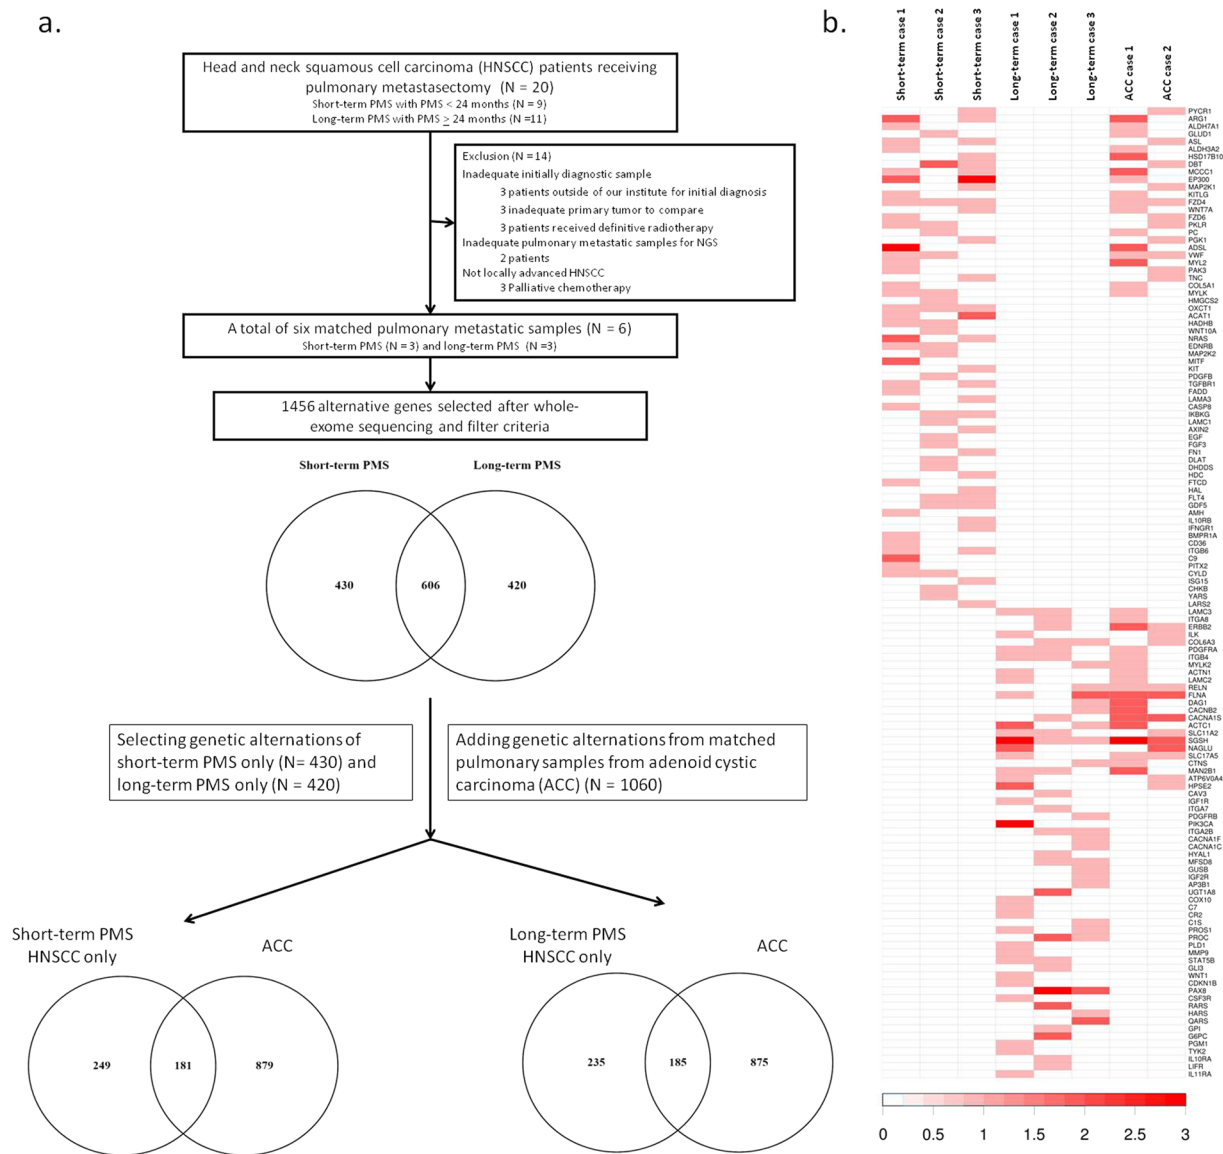 a.
Head and neck squamous cell carcinoma (HNSCC) patients receiving
pulmonary metastasectomy (N = 20)
Short-term PMS with PMS < 24 months (N = 9)
Long-term PMS with PMS ≥ 24 months (N =11)
Exclusion (N = 14)
Inadequate initially diagnostic sample
3 patients outside of our institute for initial diagnosis
3 inadequate primary tumor to compare
3 patients received definitive radiotherapy
Inadequate pulmonary metastatic samples for NGS
2 patients
Not locally advanced HNSCC
3 Palliative chemotherapy
A total of six matched pulmonary metastatic samples (N = 6)
Short-term PMS (N = 3) and long-term PMS (N =3)
1456 alternative genes selected after whole-
exome sequencing and filter criteria
Short-term PMS
Long-term PMS
430
606
420
Selecting genetic alternations of
short-term PMS only (N= 430) and
long-term PMS only (N = 420)
Adding genetic alternations from matched
pulmonary samples from adenoid cystic
carcinoma (ACC) (N = 1060)
Short-term PMS
HNSCC only
ACC
249
181
879
Long-term PMS
HNSCC only
ACC
235
185
875
b.
Short-term case 1
Short-term case 2
Short-term case 3
Long-term case 1
Long-term case 2
Long-term case 3
ACC case 1
ACC case 2
PYCR1
ARG1
ALDH7A1
GLUD1
ASL
ALDH3A2
HSD17B10
DBT
MCCC1
EP300
MAP2K1
KITLG
FZD4
WNT7A
FZD6
PKLR
PC
PGK1
ADSL
VWF
MYL2
PAK3
TNC
COL5A1
MYLK
HMGCS2
OXCT1
ACAT1
HADHB
WNT10A
NRAS
EDNRB
MAP2K2
MITF
KIT
PDGFB
TGFBR1
FADD
LAMA3
CASP8
IKBKG
LAMC1
AXIN2
EGF
FGF3
FN1
DLAT
DHDDS
HDC
FTCD
HAL
FLT4
GDF5
AMH
IL10RB
IFNGR1
BMPR1A
CD36
ITGB6
C9
PITX2
CYLD
ISG15
CHKB
YARS
LARS2
LAMC3
ITGA8
ERBB2
ILK
COL6A3
PDGFRA
ITGB4
MYLK2
ACTN1
LAMC2
RELN
FLNA
DAG1
CACNB2
CACNA1S
ACTC1
SLC11A2
SGSH
NAGLU
SLC17A5
CTNS
MAN2B1
ATP6V0A4
HPSE2
CAV3
IGF1R
ITGA7
PDGFRB
PIK3CA
ITGA2B
CACNA1F
CACNA1C
HYAL1
MFSD8
GUSB
IGF2R
AP3B1
UGT1A8
COX10
C7
CR2
C1S
PROS1
PROC
PLD1
MMP9
STAT5B
GLI3
WNT1
CDKN1B
PAX8
CSF3R
RARS
HARS
QARS
GPI
G6PC
PGM1
TYK2
IL10RA
LIFR
IL11RA
0 0.5 1 1.5 2 2.5 3